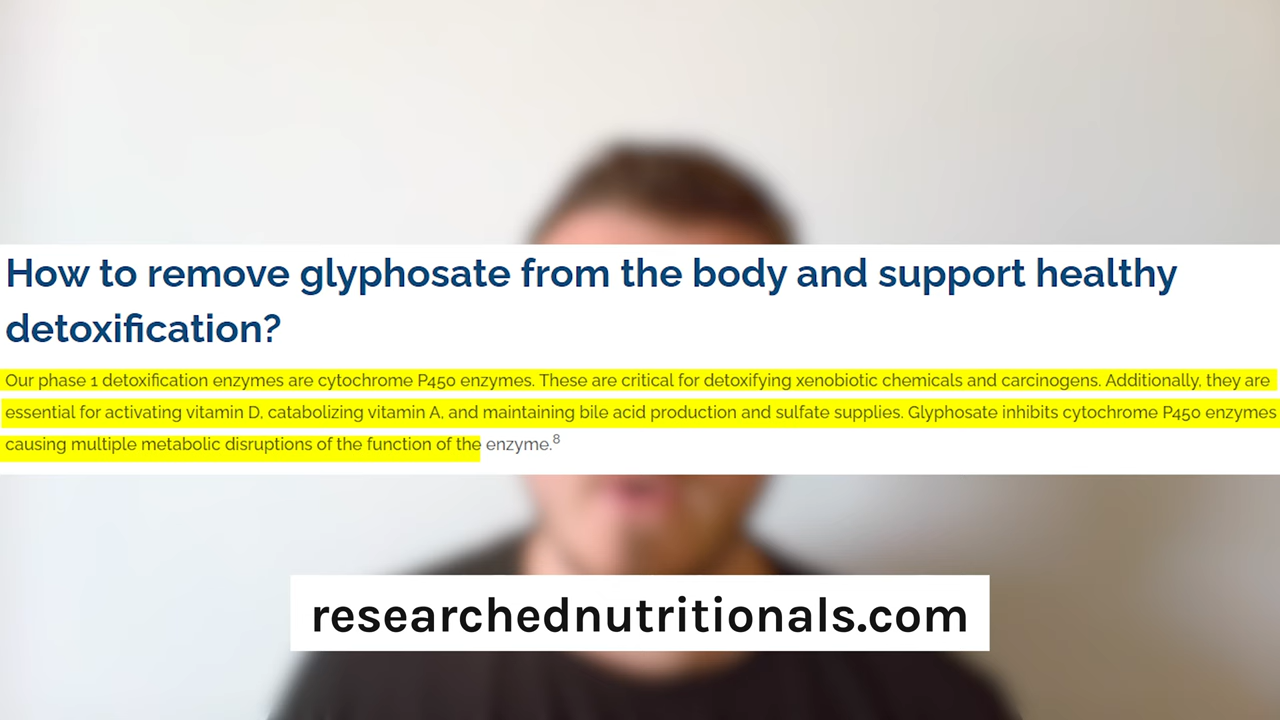 How to remove glyphosate from the body and support healthy
detoxification?
Our phase 1 detoxification enzymes are cytochrome P450 enzymes. These are critical for detoxifying xenobiotic chemicals and carcinogens. Additionally, they are
essential for activating vitamin D, catabolizing vitamin A, and maintaining bile acid production and sulfate supplies. Glyphosate inhibits cytochrome P450 enzymes
causing multiple metabolic disruptions of the function of the enzyme.8
researchednutritionals.com